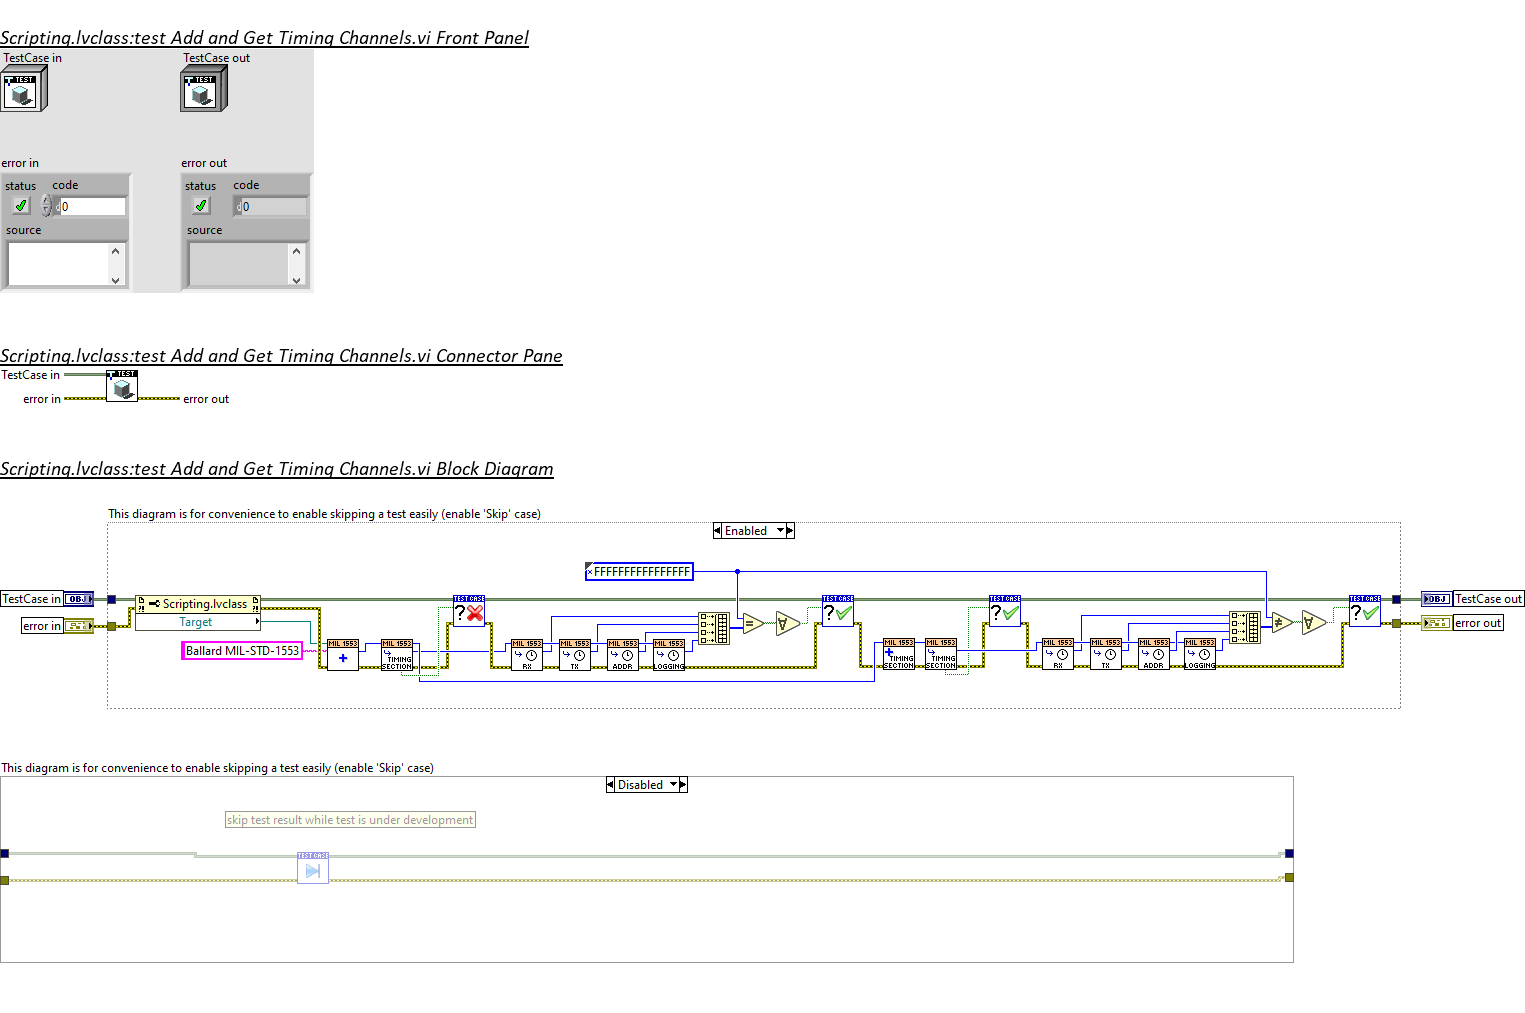 Scripting.lvclass:test Add and Get Timing Channels.vi Front Panel
TestCase in
TestCase out
TEST
TEST
error in
error out
status
code
status
code
0
0
source
source
Scripting.lvclass:test Add and Get Timing Channels.vi Connector Pane
TestCase in
TEST
error in
error out
Scripting.lvclass:test Add and Get Timing Channels.vi Block Diagram
This diagram is for convenience to enable skipping a test easily (enable 'Skip' case)
Enabled
×FFFFFFFFFFFFFFFF
TestCase in
OBJ
Scripting.lvclass
TEST CASE
TEST CASE
TEST CASE
TEST CASE
OBJ
TestCase out
error in
Target
error out
Ballard MIL-STD-1553
MIL 1553
MIL 1553
TIMING
SECTION
MIL 1553
RX
MIL 1553
TX
MIL 1553
ADDR
MIL 1553
LOGGING
MIL 1553
TIMING
SECTION
MIL 1553
TIMING
SECTION
MIL 1553
RX
MIL 1553
TX
MIL 1553
ADDR
MIL 1553
LOGGING
This diagram is for convenience to enable skipping a test easily (enable 'Skip' case)
Disabled
skip test result while test is under development
TEST CASE